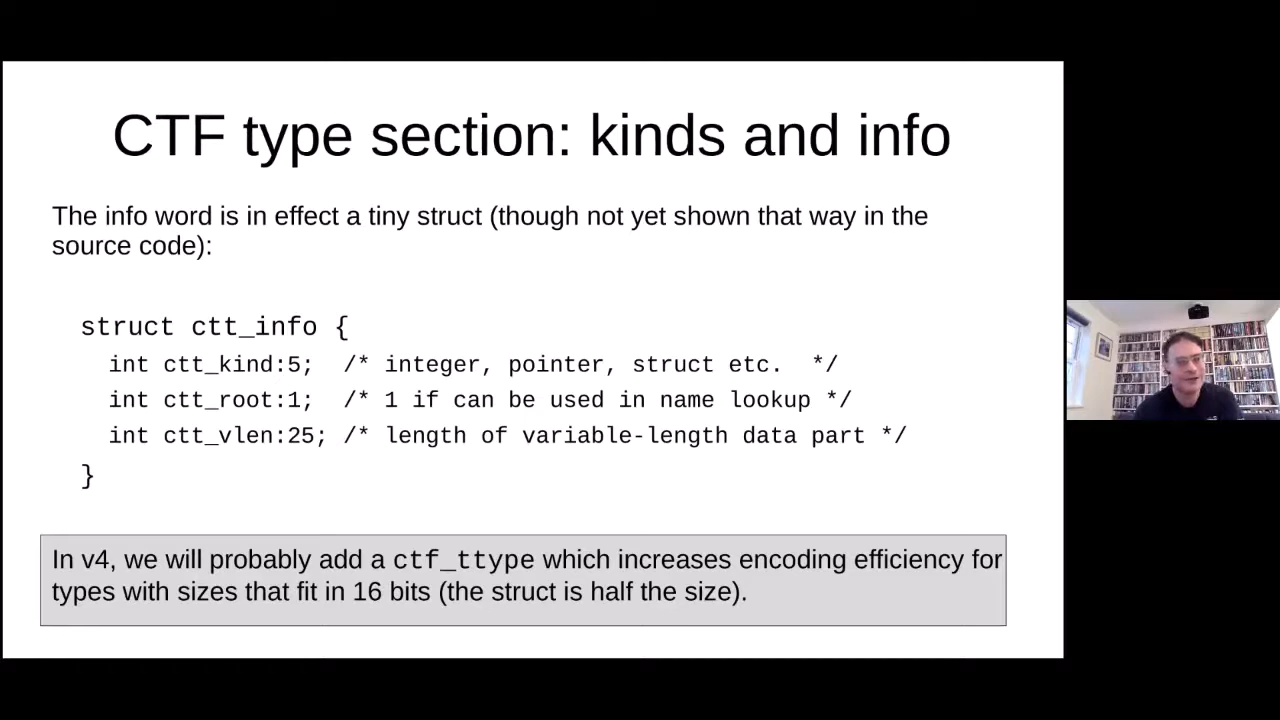 CTF type section: kinds and info
The info word is in effect a tiny struct (though not yet shown that way in the
source code):
struct ctt_info {
int ctt_kind:5; /* integer, pointer, struct etc. */
int ctt_root:1; /* 1 if can be used in name lookup */
int ctt_vlen:25; /* length of variable-length data part */
}
In v4, we will probably add a ctf_ttype which increases encoding efficiency for
types with sizes that fit in 16 bits (the struct is half the size).